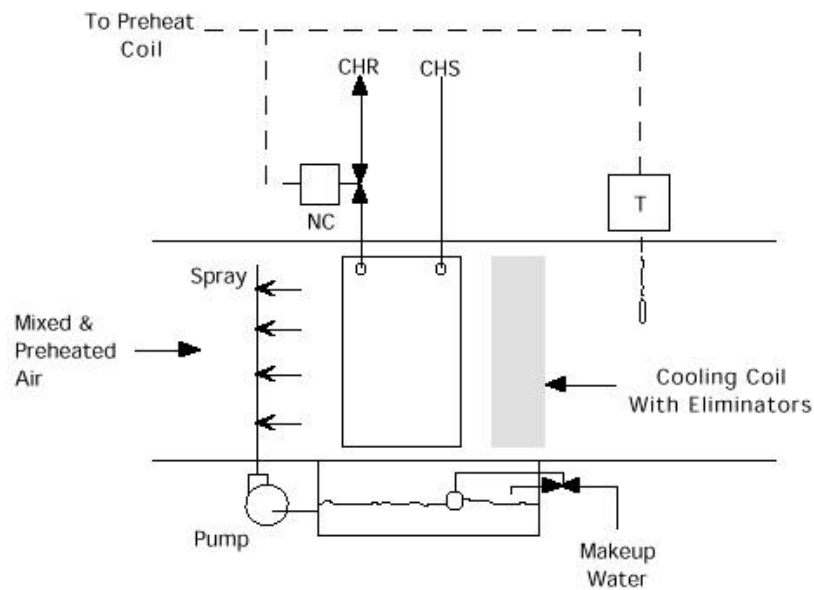 To Preheat
Coil
CHR
CHS
NC
T
Spray
Mixed &
Preheated
Air
Cooling Coil
With Eliminators
Pump
Makeup
Water